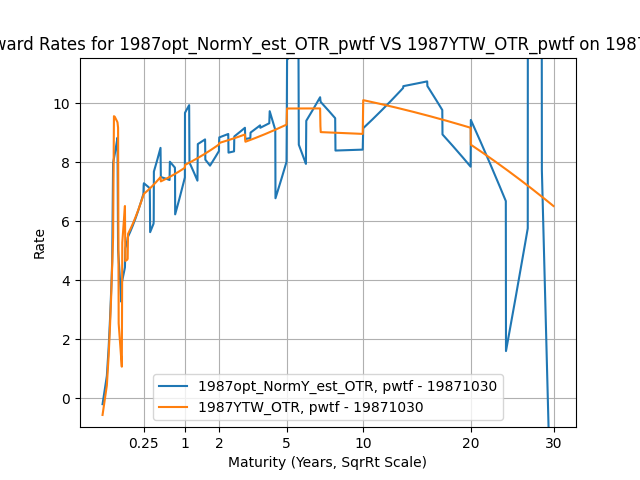 ward Rates for 1987opt_NormY_est_OTR_pwtf VS 1987YTW_OTR_pwtf on 1987
10
8
6
4
2
0
Rate
1987opt_NormY_est_OTR, pwtf - 19871030
1987YTW_OTR, pwtf - 19871030
0.25 1 2 5 10 20 30
Maturity (Years, SqrRt Scale)